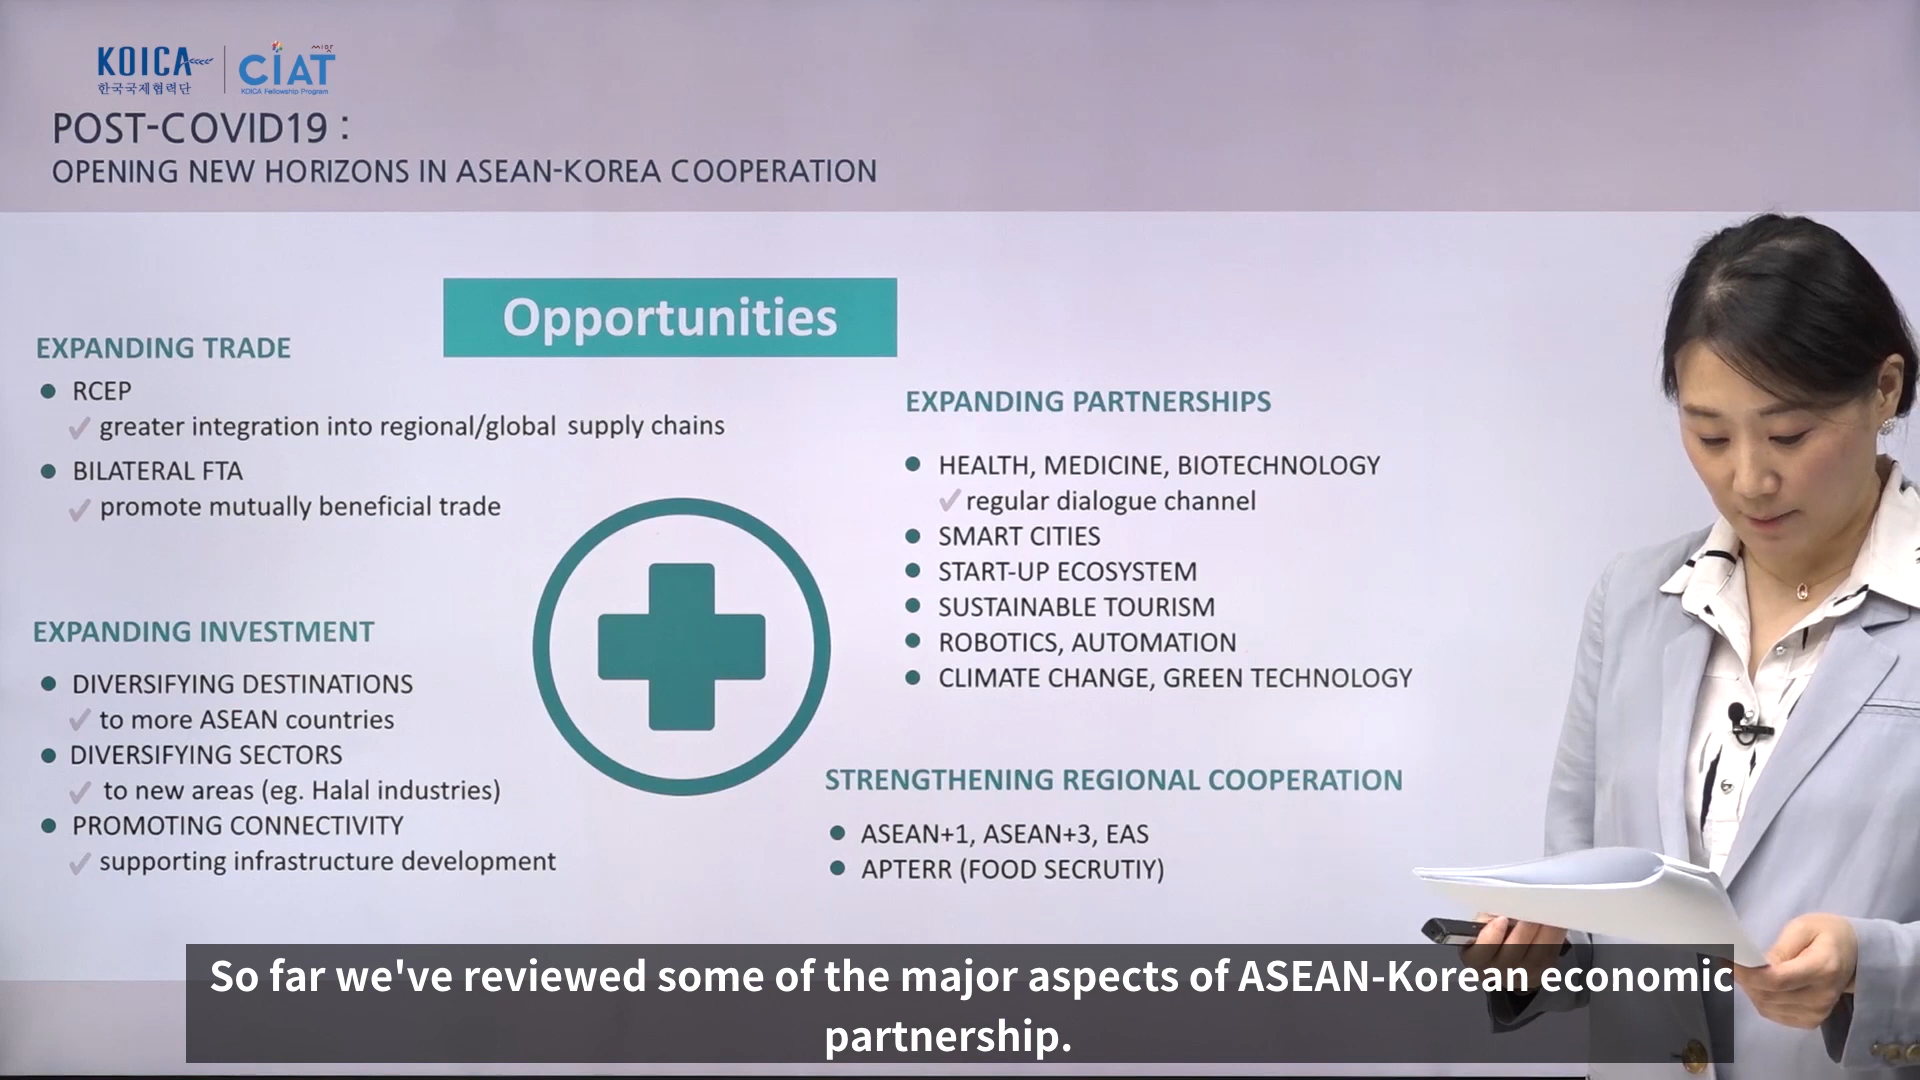 KOICA
한국국제협력단
CIAT
KOICA Fellowship Program
POST-COVID19 :
OPENING NEW HORIZONS IN ASEAN-KOREA COOPERATION
Opportunities
EXPANDING TRADE
RCEP
greater integration into regional/global supply chains
BILATERAL FTA
promote mutually beneficial trade
EXPANDING INVESTMENT
DIVERSIFYING DESTINATIONS
to more ASEAN countries
DIVERSIFYING SECTORS
to new areas (eg. Halal industries)
PROMOTING CONNECTIVITY
supporting infrastructure development
EXPANDING PARTNERSHIPS
HEALTH, MEDICINE, BIOTECHNOLOGY
regular dialogue channel
SMART CITIES
START-UP ECOSYSTEM
SUSTAINABLE TOURISM
ROBOTICS, AUTOMATION
CLIMATE CHANGE, GREEN TECHNOLOGY
STRENGTHENING REGIONAL COOPERATION
ASEAN+1, ASEAN+3, EAS
APTERR (FOOD SECRUTIY)
So far we've reviewed some of the major aspects of ASEAN-Korean economic
partnership.